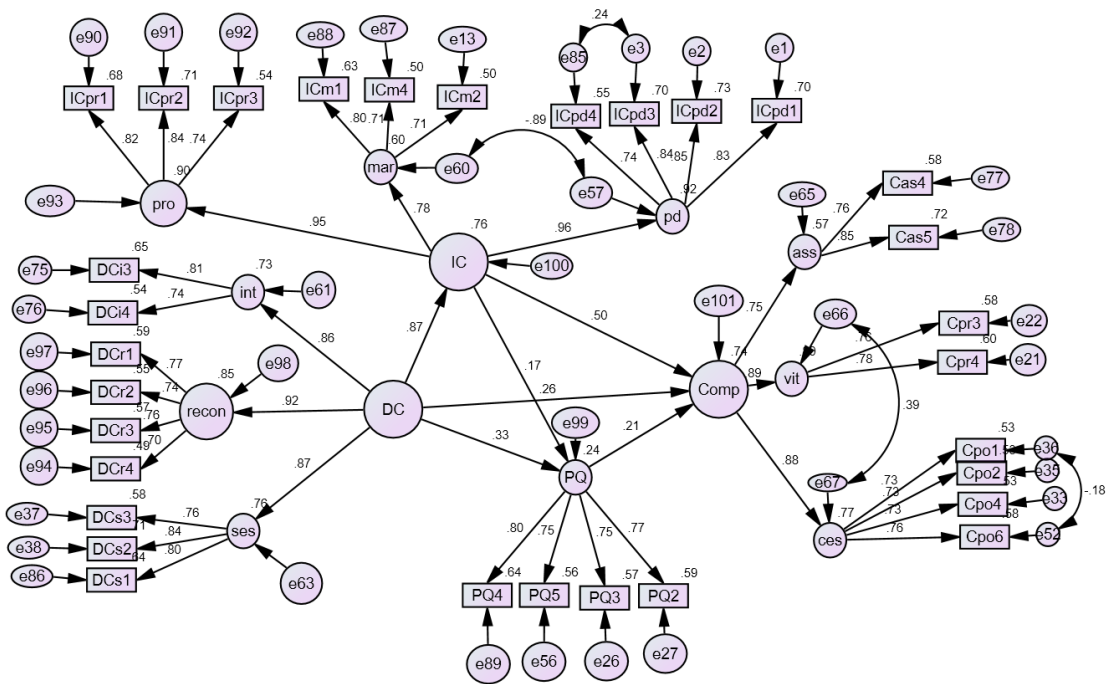 e90
e91
e92
.68
.71
.54
ICpr1
ICpr2
ICpr3
.82
.84
.74
.90
e93
pro
e88
e87
e13
.63
.50
.50
ICm1
ICm4
ICm2
.80
.71
.71
.60
mar
e60
-.89
.24
e85
e3
e2
e1
.55
.70
.73
.70
ICpd4
ICpd3
ICpd2
ICpd1
.74
.84
.85
.83
e57
.92
pd
.95
.78
.96
.76
IC
e100
.58
Cas4
e77
e65
.76
.57
.72
.85
Cas5
e78
ass
.65
e75
DCi3
.81
.73
.54
int
e61
e76
DCi4
.74
.59
.86
.87
.50
.75
e101
e66
.58
Cpr3
e22
.76
.60
Cpr4
e21
.78
.74
.89
vit
Comp
e97
DCr1
.77
.55
e98
.85
e96
DCr2
.74
.57
recon
.92
DC
.17
.26
.39
e95
DCr3
.76
.49
.70
e94
DCr4
.33
e99
.21
.24
PQ
.87
.88
.53
Cpo1
e36
Cpo2
e35
.53
Cpo4
e33
.58
Cpo6
e52
-.18
.73
.73
.73
.76
e67
.77
ces
.58
e37
DCs3
.76
.76
e38
DCs2
.84
ses
.64
.80
e86
DCs1
e63
.80
.75
.75
.77
.64
.56
.57
.59
PQ4
PQ5
PQ3
PQ2
e89
e56
e26
e27